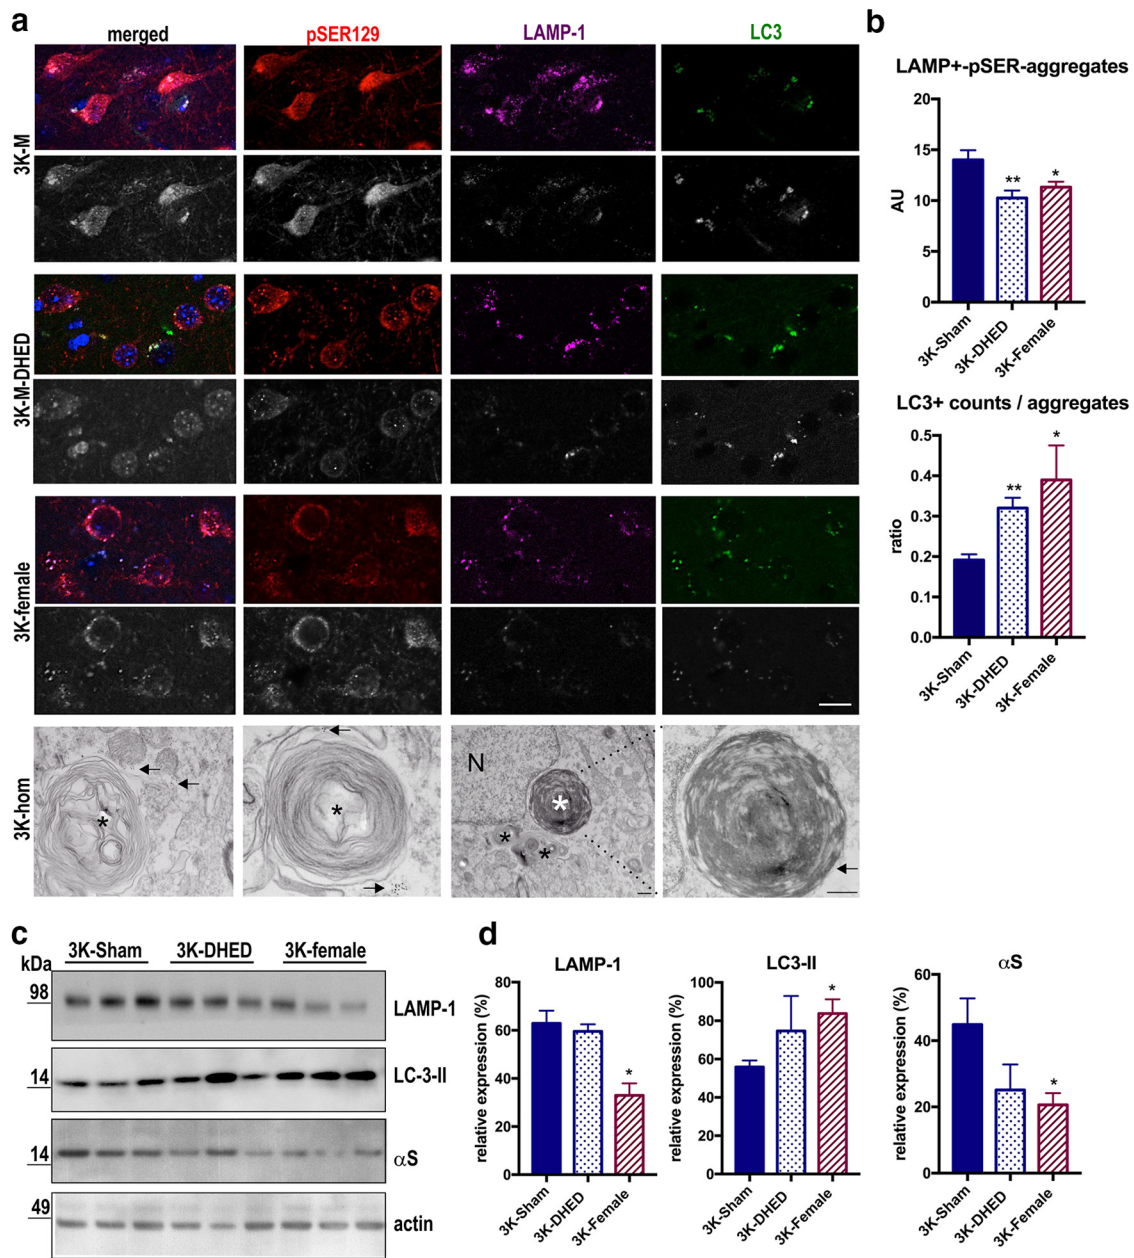 a
merged
pSER129
LAMP-1
LC3
3K-M
3K-M-DHED
3K-female
3K-hom
*
*
N
*
*
*
b
LAMP+-pSER-aggregates
AU
20
15
10
5
0
**
*
3K-Sham
3K-DHED
3K-Female
LC3+ counts / aggregates
ratio
0.5
0.4
0.3
0.2
0.1
0.0
**
*
3K-Sham
3K-DHED
3K-Female
c
3K-Sham
3K-DHED
3K-female
kDa
98
LAMP-1
14
LC-3-II
14
αS
49
actin
d
LAMP-1
relative expression (%)
80
60
40
20
0
*
3K-Sham
3K-DHED
3K-Female
LC3-II
relative expression (%)
100
80
60
40
80
100
*
3K-Sham
3K-DHED
3K-Female
αS
relative expression (%)
60
40
20
0
*
3K-Sham
3K-DHED
3K-Female